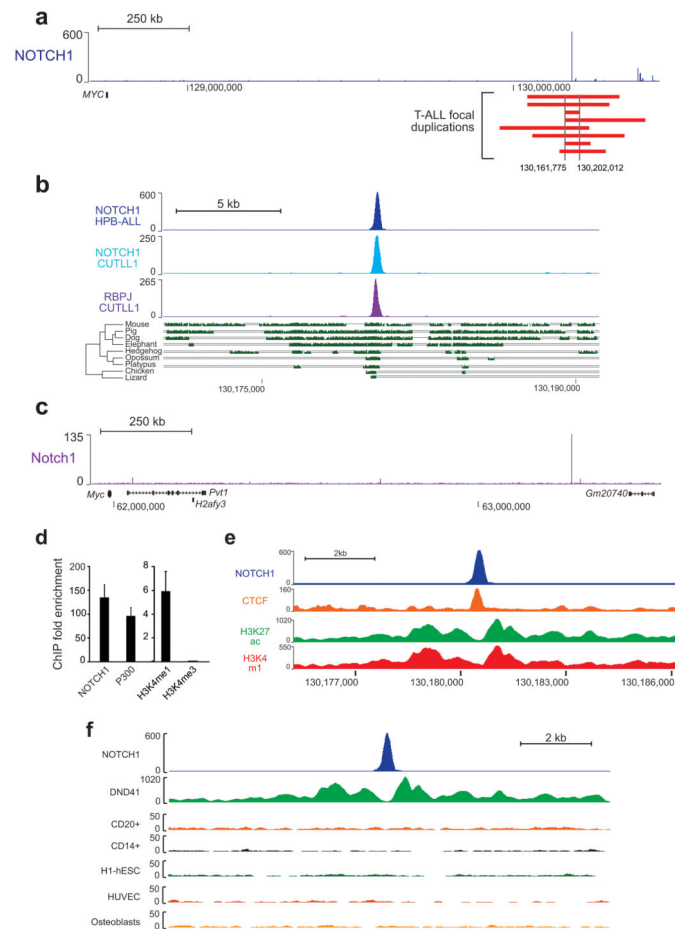 a
250 kb
600
NOTCH1
0
MYC
129,000,000
130,000,000
T-ALL focal
duplications
130,161,775
130,202,012
b
600
5 kb
NOTCH1
HPB-ALL
0
250
NOTCH1
CUTLL1
0
265
RBPJ
CUTLL1
0
Mouse
Pig
Dog
Elephant
Hedgehog
Opossum
Platypus
Chicken
Lizard
130,175,000
130,190,000
c
250 kb
135
Notch1
0
Myc
Pvt1
H2afy3
Gm20740
62,000,000
63,000,000
d
ChIP fold enrichment
200
150
100
50
0
8
6
4
2
0
NOTCH1
P300
H3K4me1
H3K4me3
e
2kb
600
NOTCH1
0
160
CTCF
0
1020
H3K27
ac
0
550
H3K4
m1
0
130,177,000
130,180,000
130,183,000
130,186,000
f
600
2 kb
NOTCH1
0
1020
DND41
0
50
CD20+
0
50
CD14+
0
50
H1-hESC
0
50
HUVEC
0
50
Osteoblasts
0